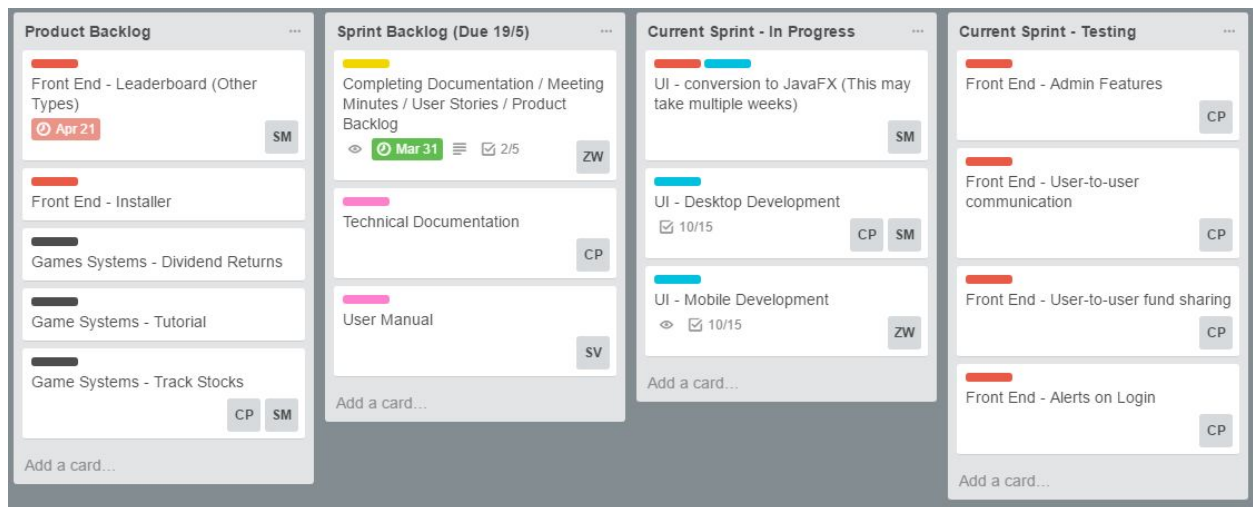 Product Backlog
Front End - Leaderboard (Other
Types)
Apr 21
SM
Front End - Installer
Games Systems - Dividend Returns
Game Systems - Tutorial
Game Systems - Track Stocks
CP SM
Add a card...
Sprint Backlog (Due 19/5)
Completing Documentation / Meeting
Minutes / User Stories / Product
Backlog
Mar 31 2/5
ZW
Technical Documentation
CP
User Manual
SV
Add a card...
Current Sprint - In Progress
UI - conversion to JavaFX (This may
take multiple weeks)
SM
UI - Desktop Development
10/15
CP SM
UI - Mobile Development
10/15
ZW
Add a card...
Current Sprint - Testing
Front End - Admin Features
CP
Front End - User-to-user
communication
CP
Front End - User-to-user fund sharing
CP
Front End - Alerts on Login
CP
Add a card...